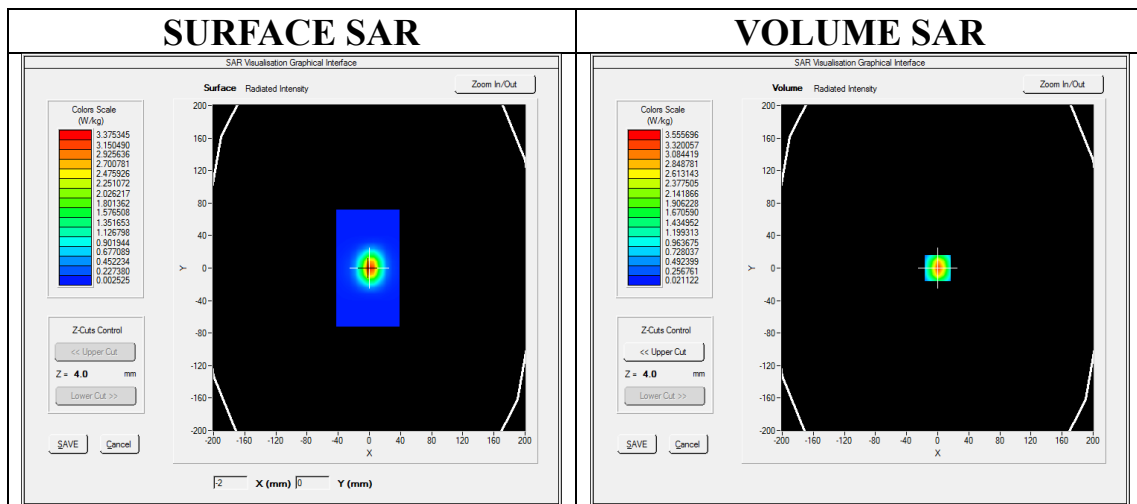 SURFACE SAR
SAR Visualisation Graphical Interface
Surface Radiated Intensity
Zoom In/Out
Colors Scale
(W/kg)
3.375345
3.150490
2.925636
2.700781
2.475926
2.251072
2.026217
1.801362
1.576508
1.351653
1.126798
0.901944
0.677089
0.452234
0.227380
0.002525
Z-Cuts Control
<< Upper Cut
Z = 4.0 mm
Lower Cut >>
SAVE Cancel
200
160
120
80
40
0
-40
-80
-120
-160
-200
Y
-200 -160 -120 -80 -40 0 40 80 120 160 200
X
-2 X (mm) 0 Y (mm)
VOLUME SAR
SAR Visualisation Graphical Interface
Volume Radiated Intensity
Zoom In/Out
Colors Scale
(W/kg)
3.555696
3.320057
3.084419
2.848781
2.613143
2.377505
2.141866
1.906228
1.670590
1.434952
1.199313
0.963675
0.728037
0.492399
0.256761
0.021122
Z-Cuts Control
<< Upper Cut
Z = 4.0 mm
Lower Cut >>
SAVE Cancel
200
160
120
80
40
0
-40
-80
-120
-160
-200
Y
-200 -160 -120 -80 -40 0 40 80 120 160 200
X